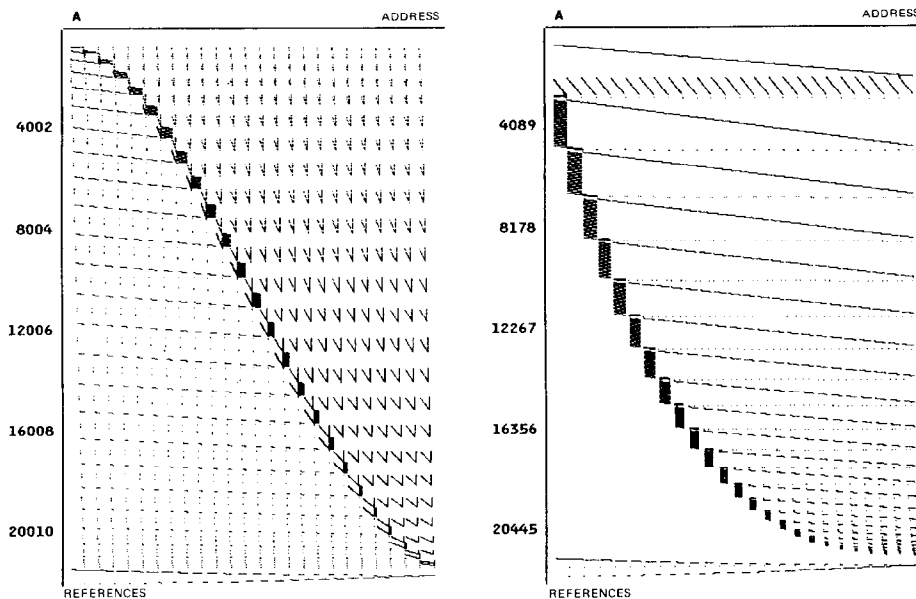 A ADDRESS
4002
8004
12006
16008
20010
REFERENCES
A ADDRESS
4089
8178
12267
16356
20445
REFERENCES